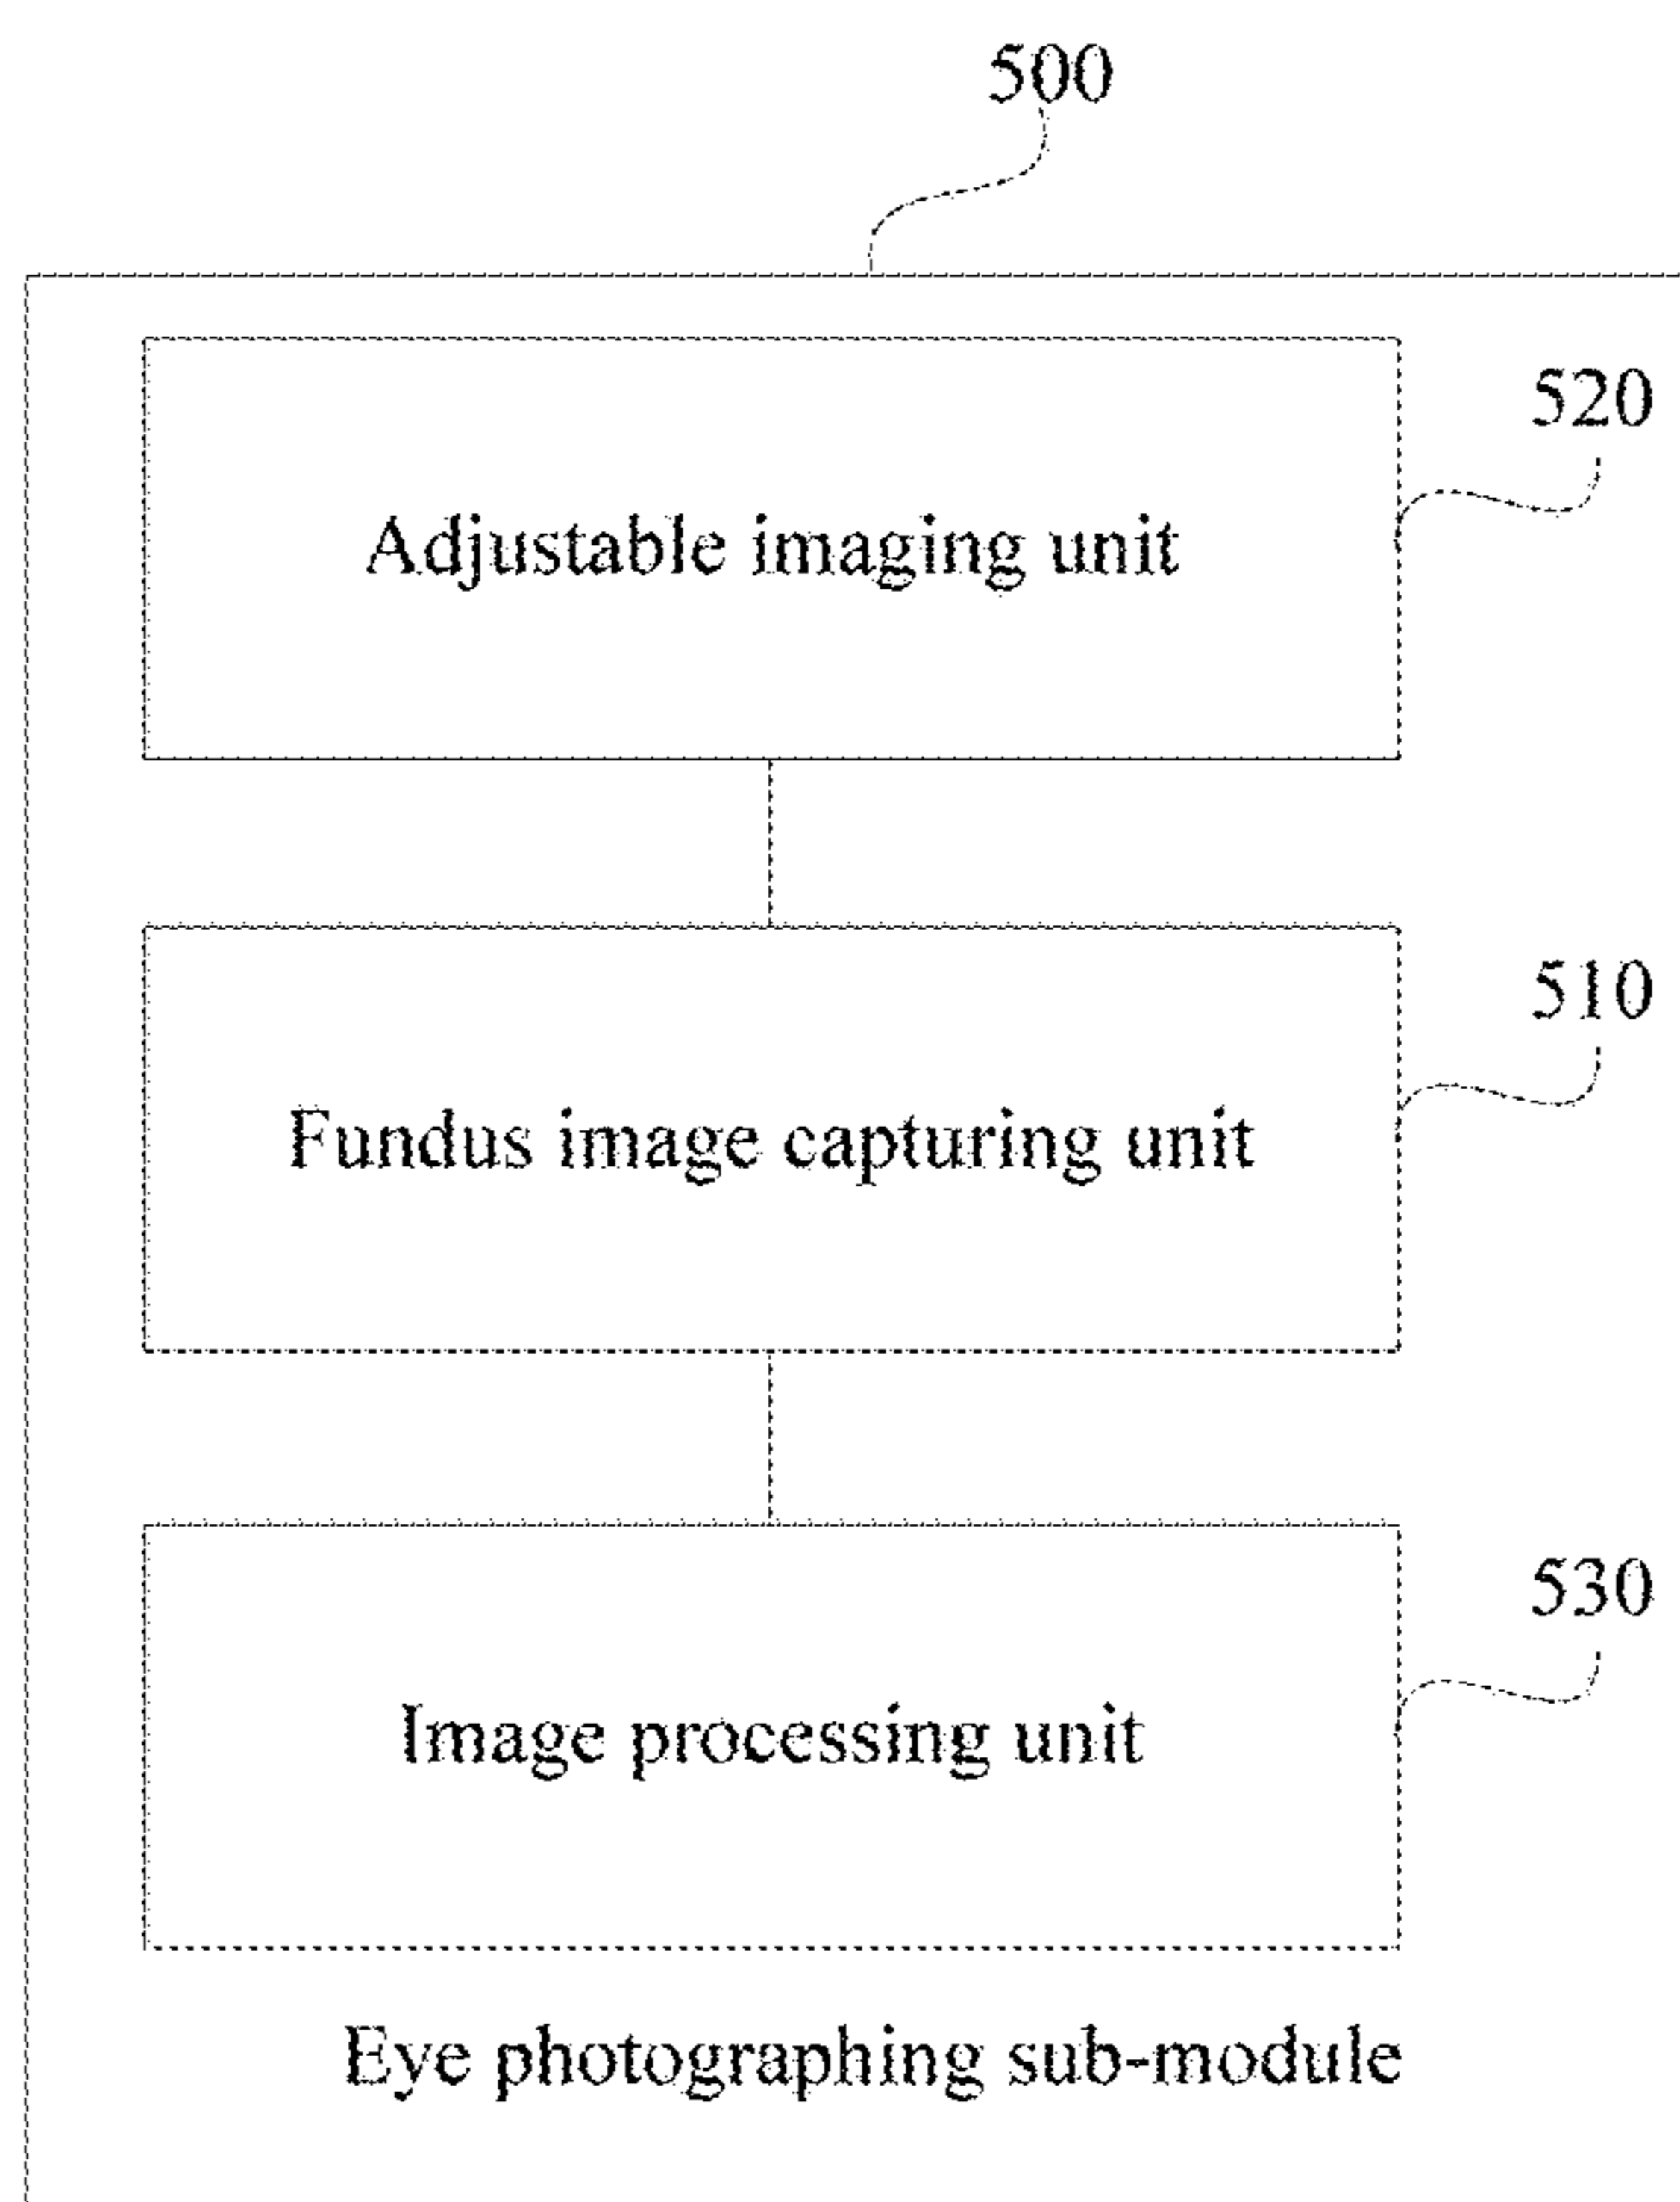 500
520
Adjustable imaging unit
510
Fundus image capturing unit
530
Image processing unit
Eye photographing sub-module